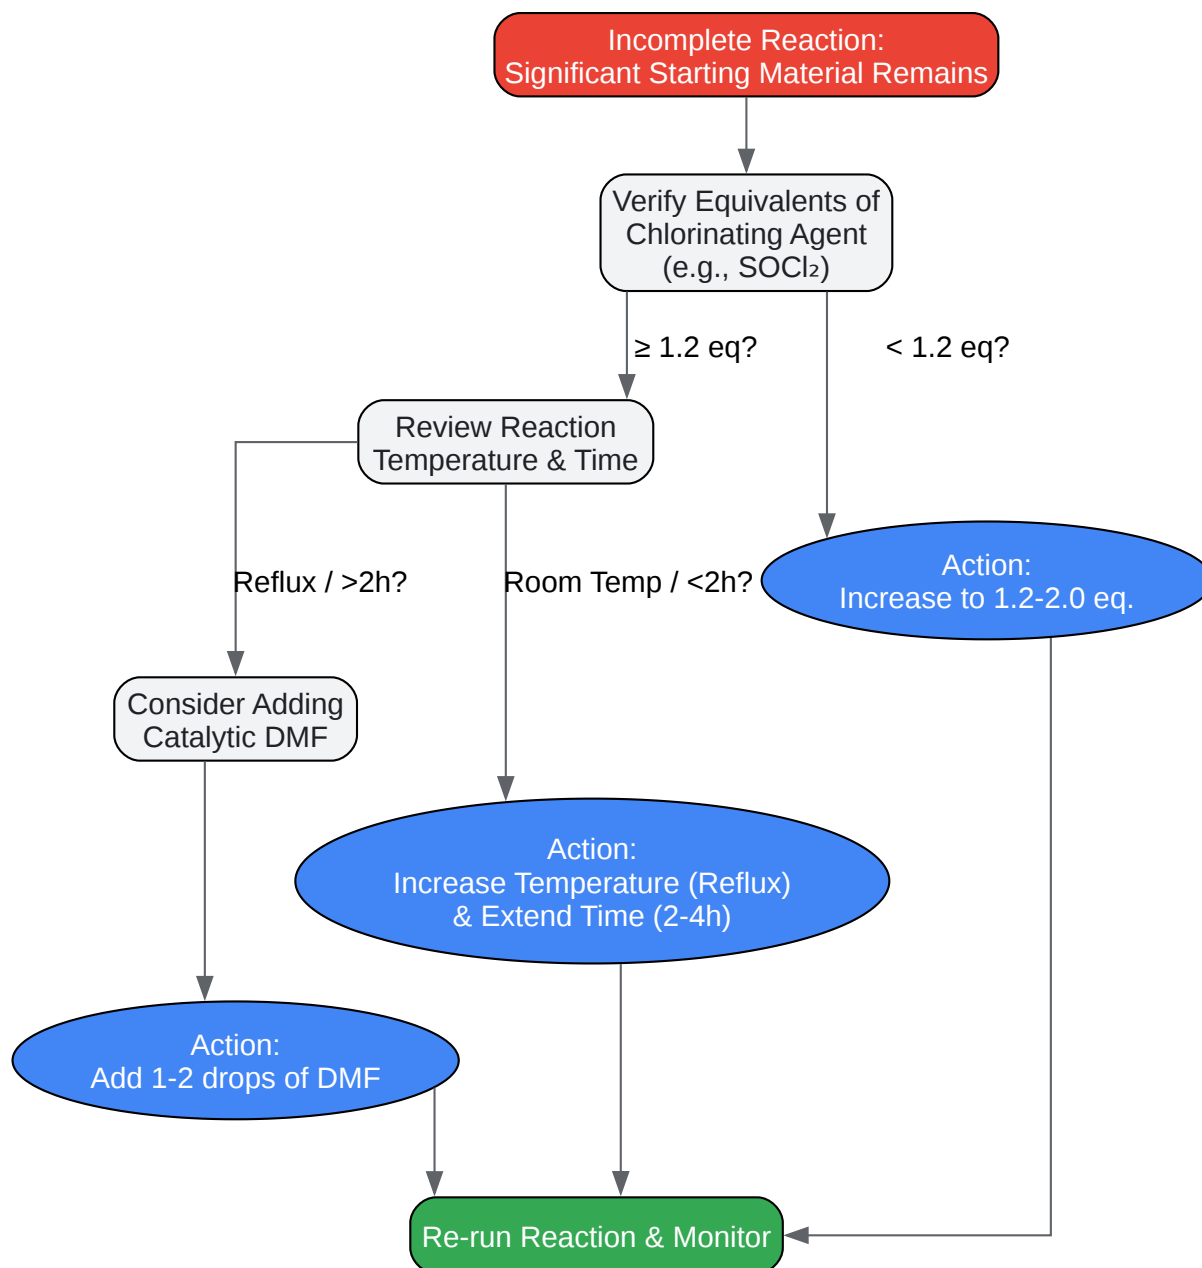 Incomplete Reaction:
Significant Starting Material Remains
Verify Equivalents of
Chlorinating Agent
(e.g., SOCl₂)
≥ 1.2 eq?
< 1.2 eq?
Review Reaction
Temperature & Time
Reflux / >2h?
Room Temp / <2h?
Action:
Increase to 1.2-2.0 eq.
Consider Adding
Catalytic DMF
Action:
Increase Temperature (Reflux)
& Extend Time (2-4h)
Action:
Add 1-2 drops of DMF
Re-run Reaction & Monitor